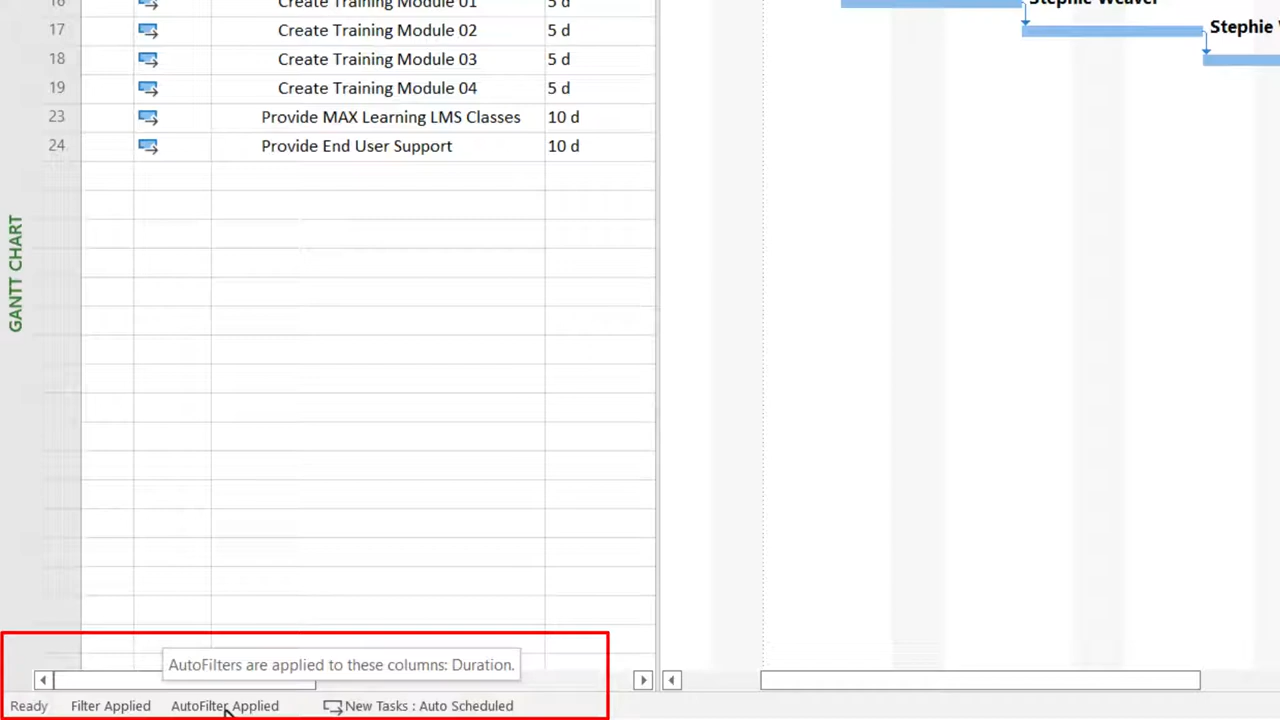 16 Create Training Module 01 5 d
Stephie Weaver
17 Create Training Module 02 5 d
Stephie
18 Create Training Module 03 5 d
19 Create Training Module 04 5 d
23 Provide MAX Learning LMS Classes 10 d
24 Provide End User Support 10 d
GANTT CHART
AutoFilters are applied to these columns: Duration.
Ready Filter Applied AutoFilter Applied New Tasks : Auto Scheduled